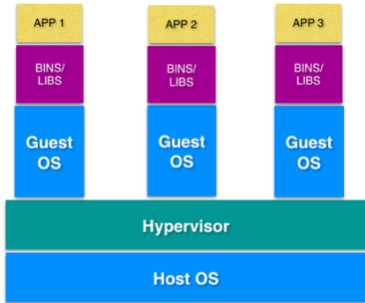 APP 1 APP 2 APP 3
BINS/ BINS/ BINS/
LIBS LIBS LIBS
Guest Guest Guest
OS OS OS
Hypervisor
Host OS